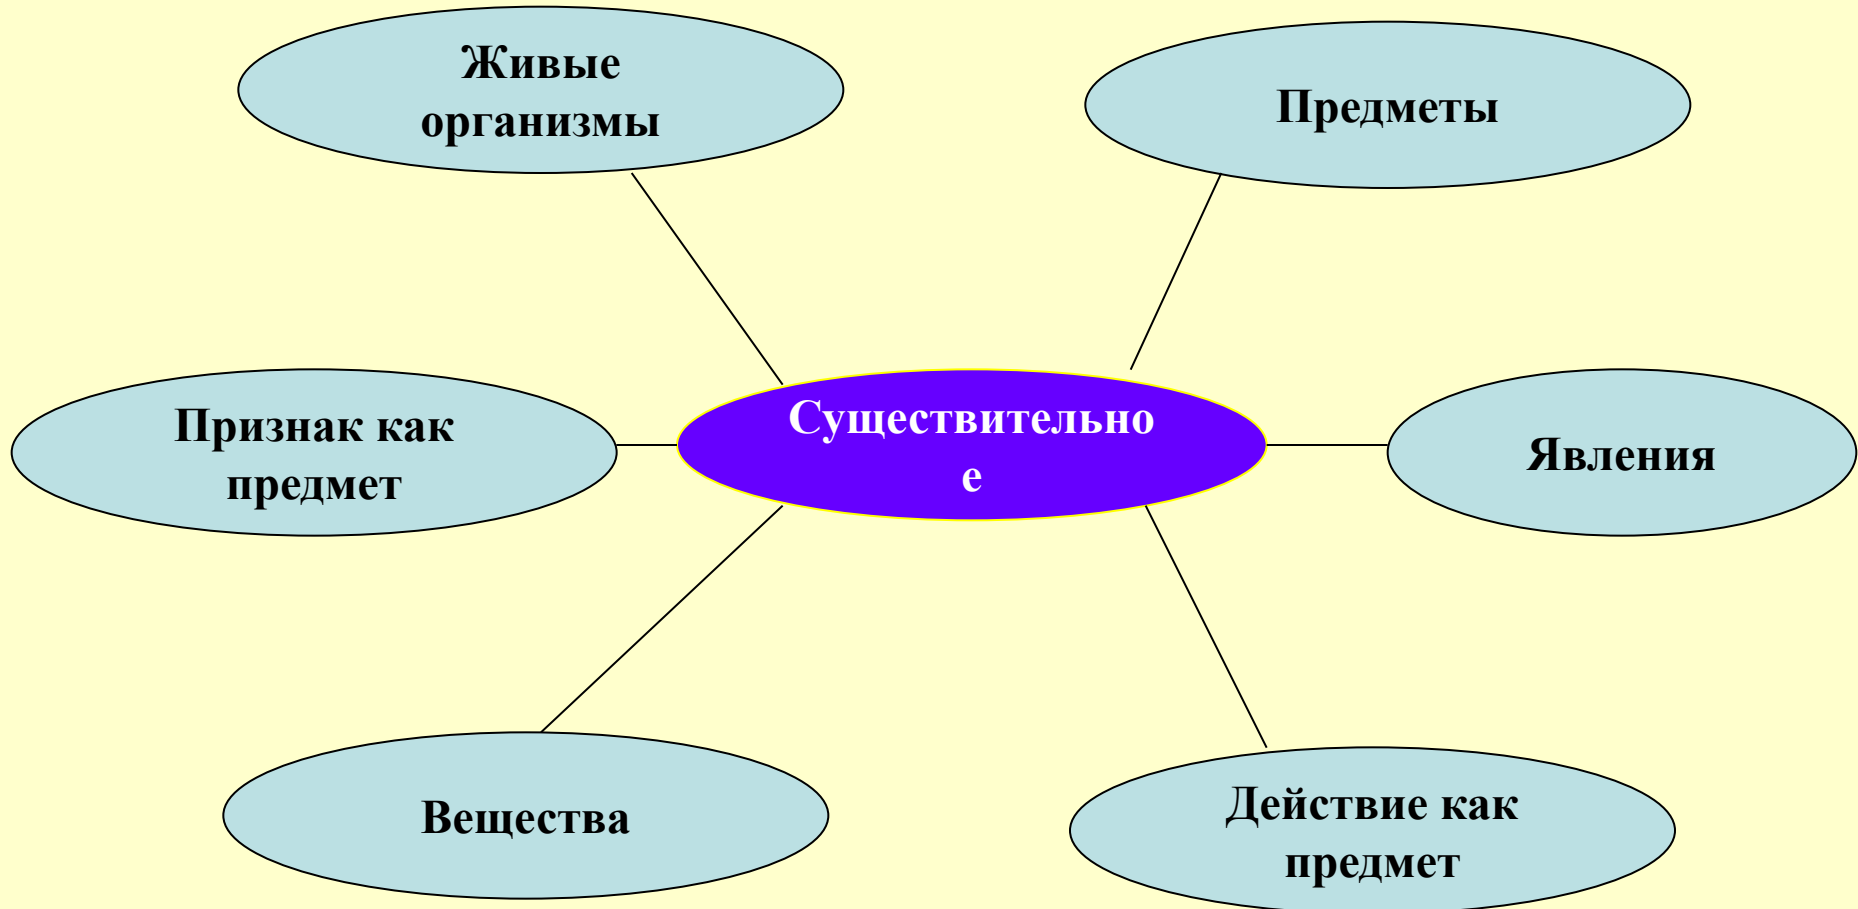 Живые
организмы
Предметы
Признак как
предмет
Существительно
е
Явления
Вещества
Действие как
предмет